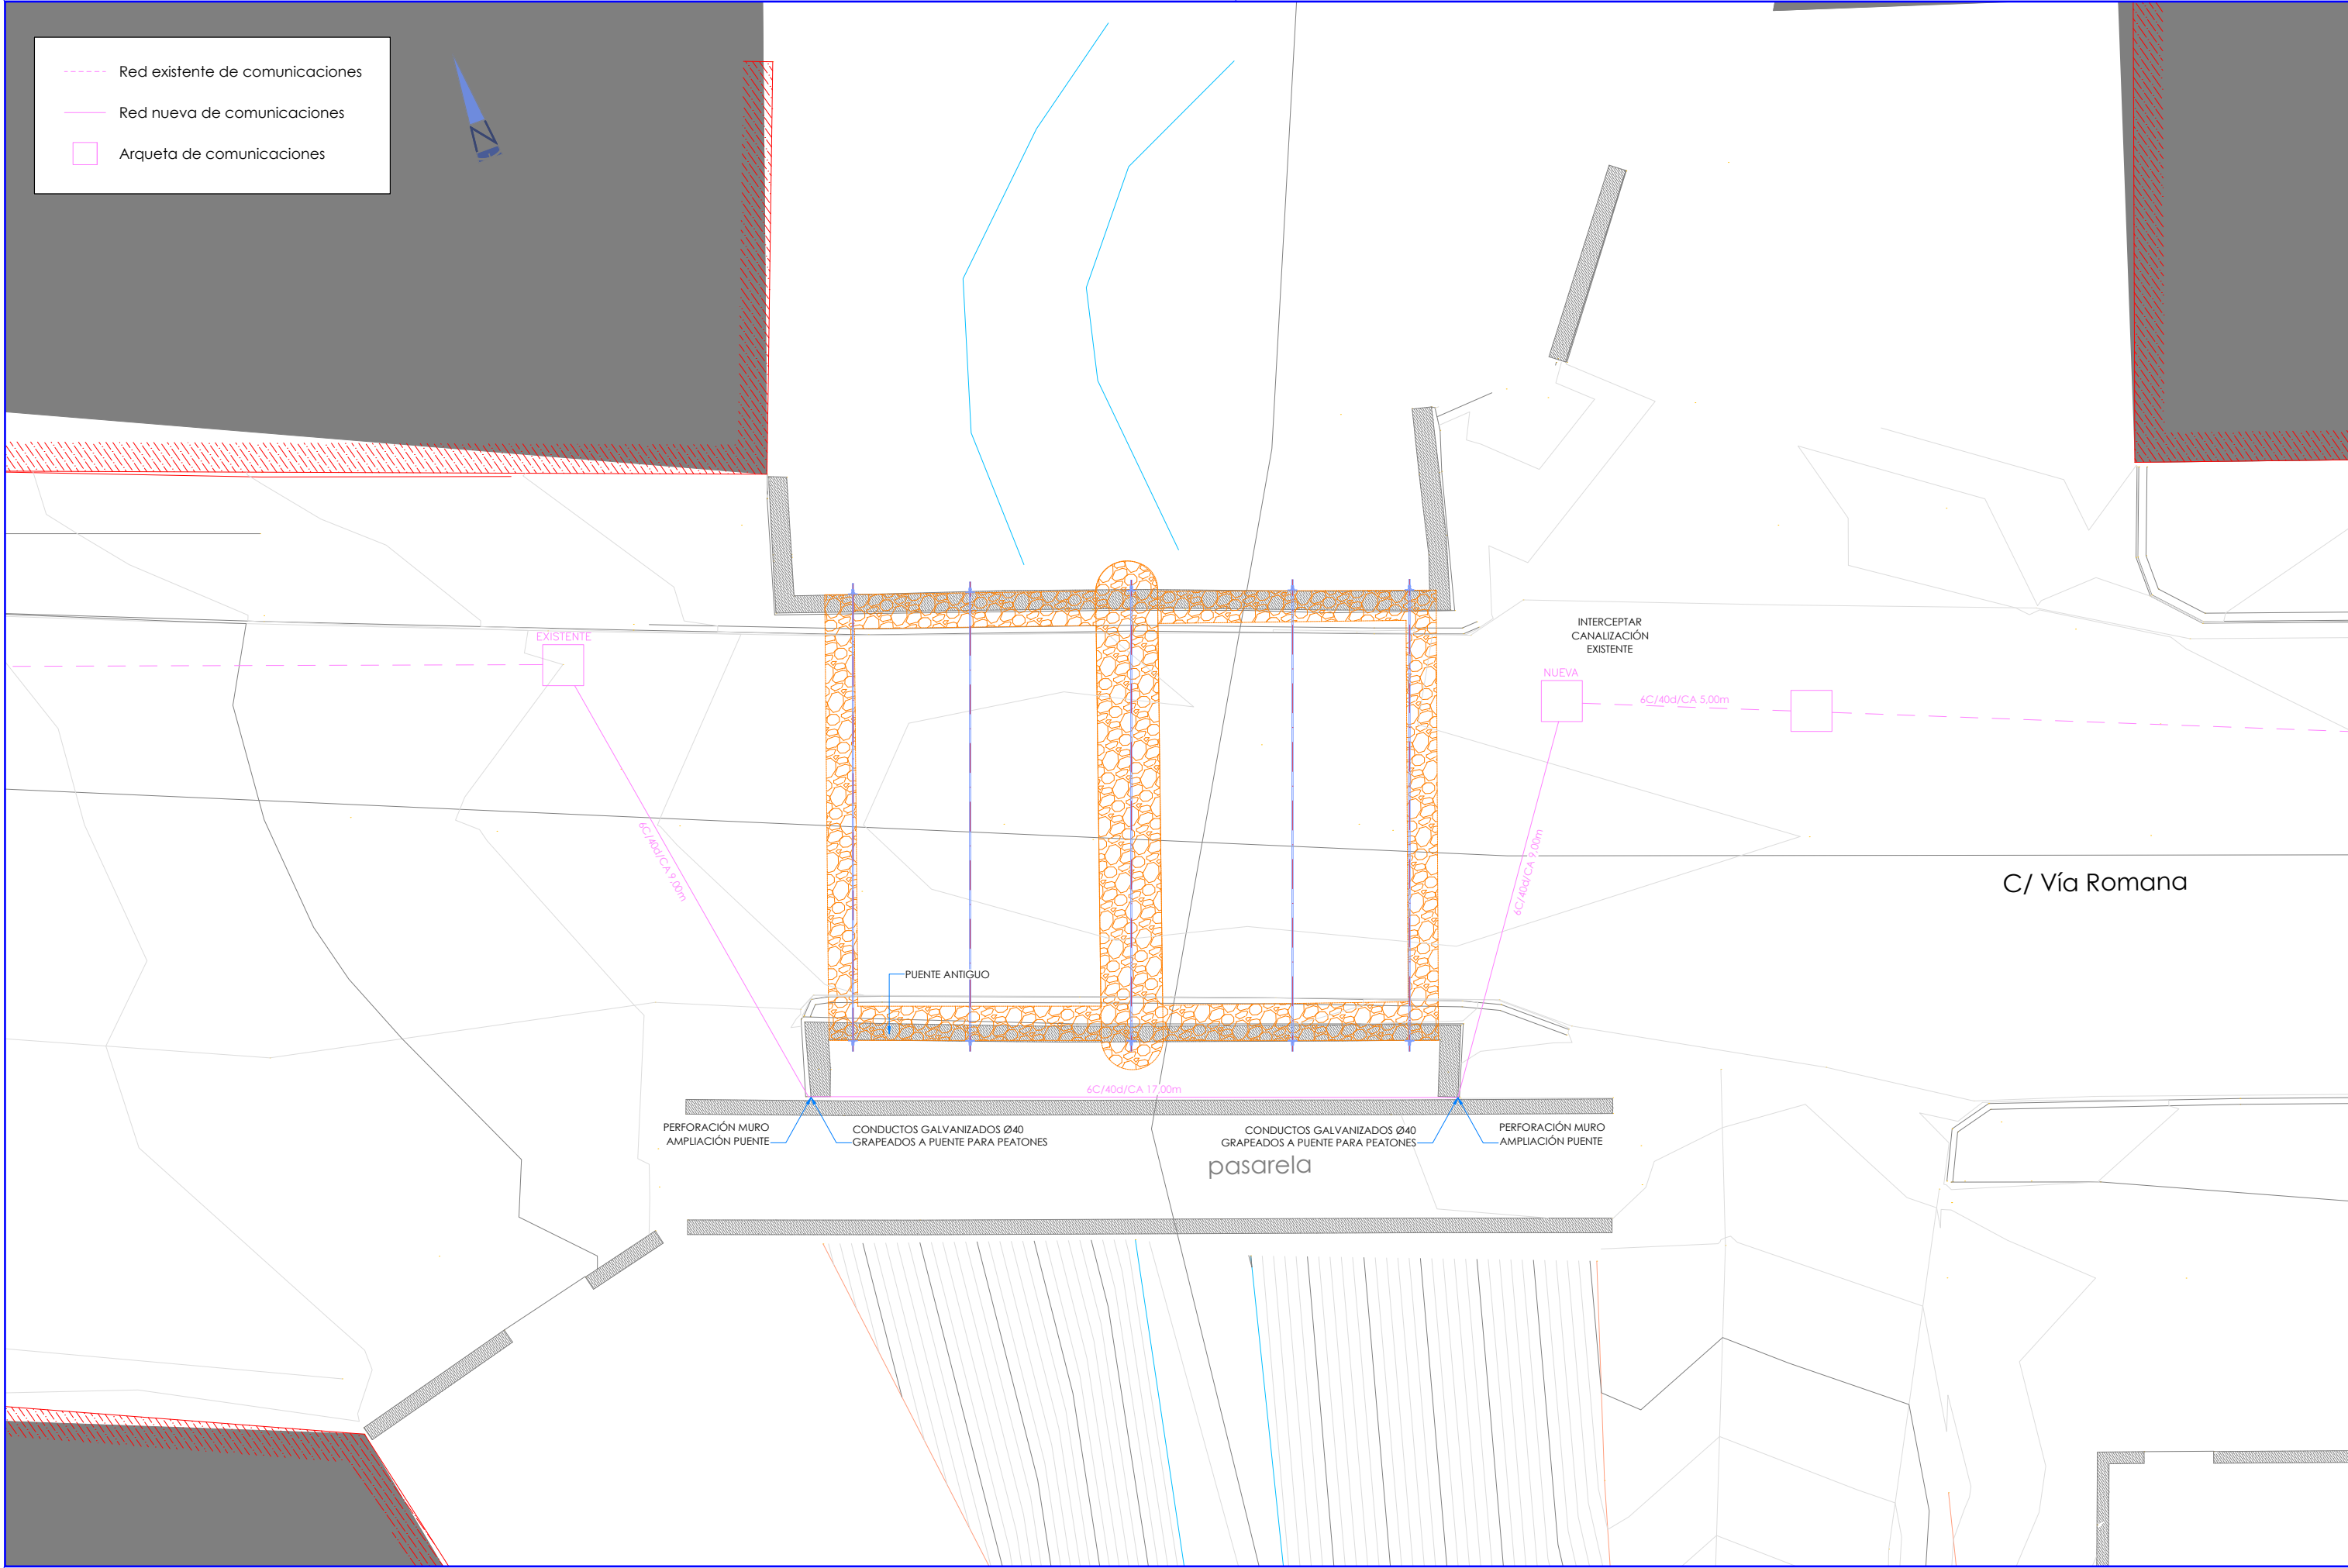 Red existente de comunicaciones
Red nueva de comunicaciones
Arqueta de comunicaciones
N
EXISTENTE
INTERCEPTAR
CANALIZACIÓN
EXISTENTE
NUEVA
6C/40d/CA 5,00m
6C/40d/CA 9,00m
6C/40d/CA 9,00m
C/ Vía Romana
PUENTE ANTIGUO
6C/40d/CA 17,00m
PERFORACIÓN MURO
AMPLIACIÓN PUENTE
CONDUCTOS GALVANIZADOS Ø40
GRAPEADOS A PUENTE PARA PEATONES
CONDUCTOS GALVANIZADOS Ø40
GRAPEADOS A PUENTE PARA PEATONES
PERFORACIÓN MURO
AMPLIACIÓN PUENTE
pasarela